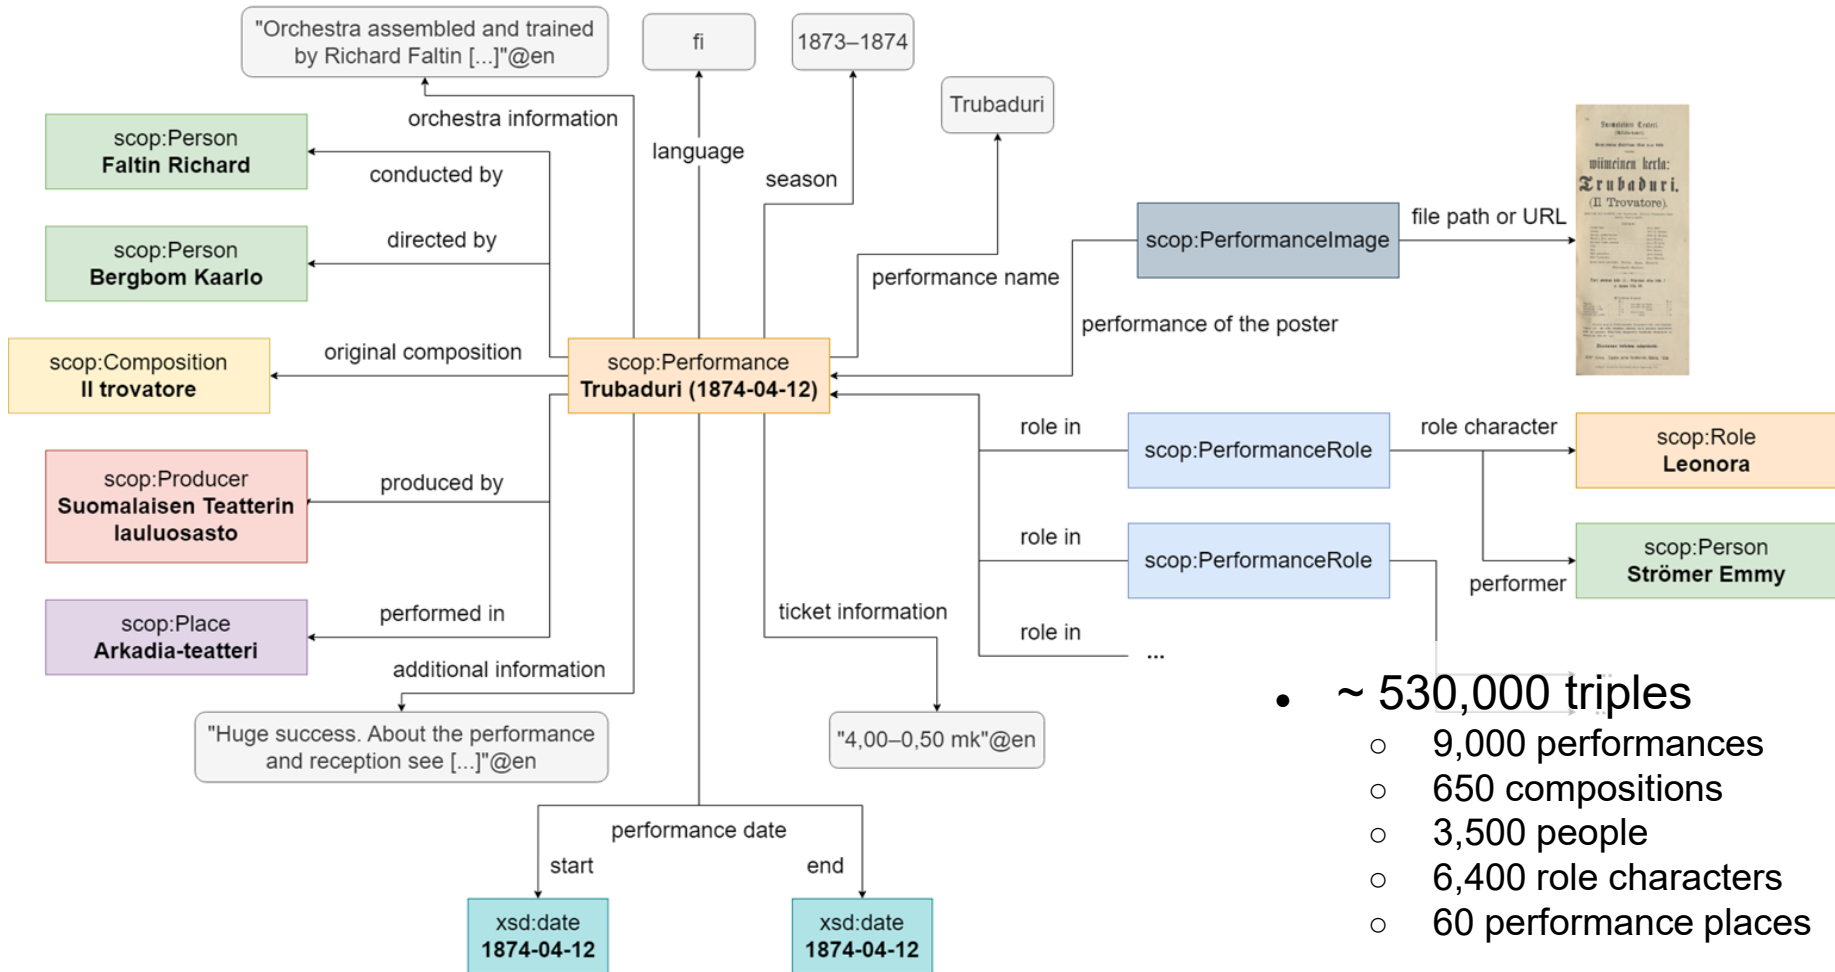 "Orchestra assembled and trained
by Richard Faltin [...]"@en
fi
1873–1874
Trubaduri
orchestra information
language
season
performance name
scop:Person
Faltin Richard
conducted by
scop:Person
Bergbom Kaarlo
directed by
scop:Composition
Il trovatore
original composition
scop:Performance
Trubaduri (1874-04-12)
scop:PerformanceImage
file path or URL
performance of the poster
wiimeinen kerta:
Trubaduri.
(Il Trovatore).
scop:Producer
Suomalaisen Teatterin
lauluosasto
produced by
scop:Place
Arkadia-teatteri
performed in
role in
scop:PerformanceRole
role character
scop:Role
Leonora
role in
scop:PerformanceRole
performer
scop:Person
Strömer Emmy
role in
...
additional information
"Huge success. About the performance
and reception see [...]"@en
ticket information
"4,00–0,50 mk"@en
performance date
start
end
xsd:date
1874-04-12
xsd:date
1874-04-12
• ~ 530,000 triples
○ 9,000 performances
○ 650 compositions
○ 3,500 people
○ 6,400 role characters
○ 60 performance places